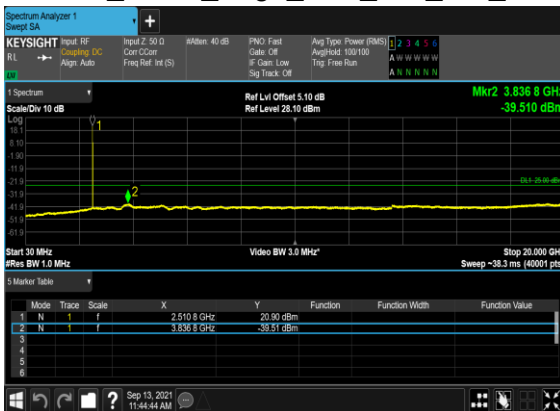 Spectrum Analyzer 1
Swept SA
KEYSIGHT Input: RF Input Z: 50 Ω #Atten: 40 dB PNO: Fast Avg Type: Power (RMS) 1 2 3 4 5 6
RL Coupling: DC Corr CCorr Gate: Off Avg|Hold: 100/100 A W W W W W
Align: Auto Freq Ref: Int (S) IF Gain: Low Trig: Free Run
Sig Track: Off A N N N N N
1 Spectrum Ref Lvl Offset 5.10 dB Mkr2 3.836 8 GHz
Scale/Div 10 dB Ref Level 28.10 dBm -39.510 dBm
Log
18.1
8.10
-1.90
-11.9
-21.9
-31.9
-41.9
-51.9
-61.9
1
2
DL1 -25.00 dBm
Start 30 MHz Video BW 3.0 MHz* Stop 20.000 GHz
#Res BW 1.0 MHz Sweep ~38.3 ms (40001 pts)
5 Marker Table
Mode Trace Scale X Y Function Function Width Function Value
1 N 1 f 2.510 8 GHz 20.90 dBm
2 N 1 f 3.836 8 GHz -39.51 dBm
3
4
5
6
? Sep 13, 2021
11:44:44 AM